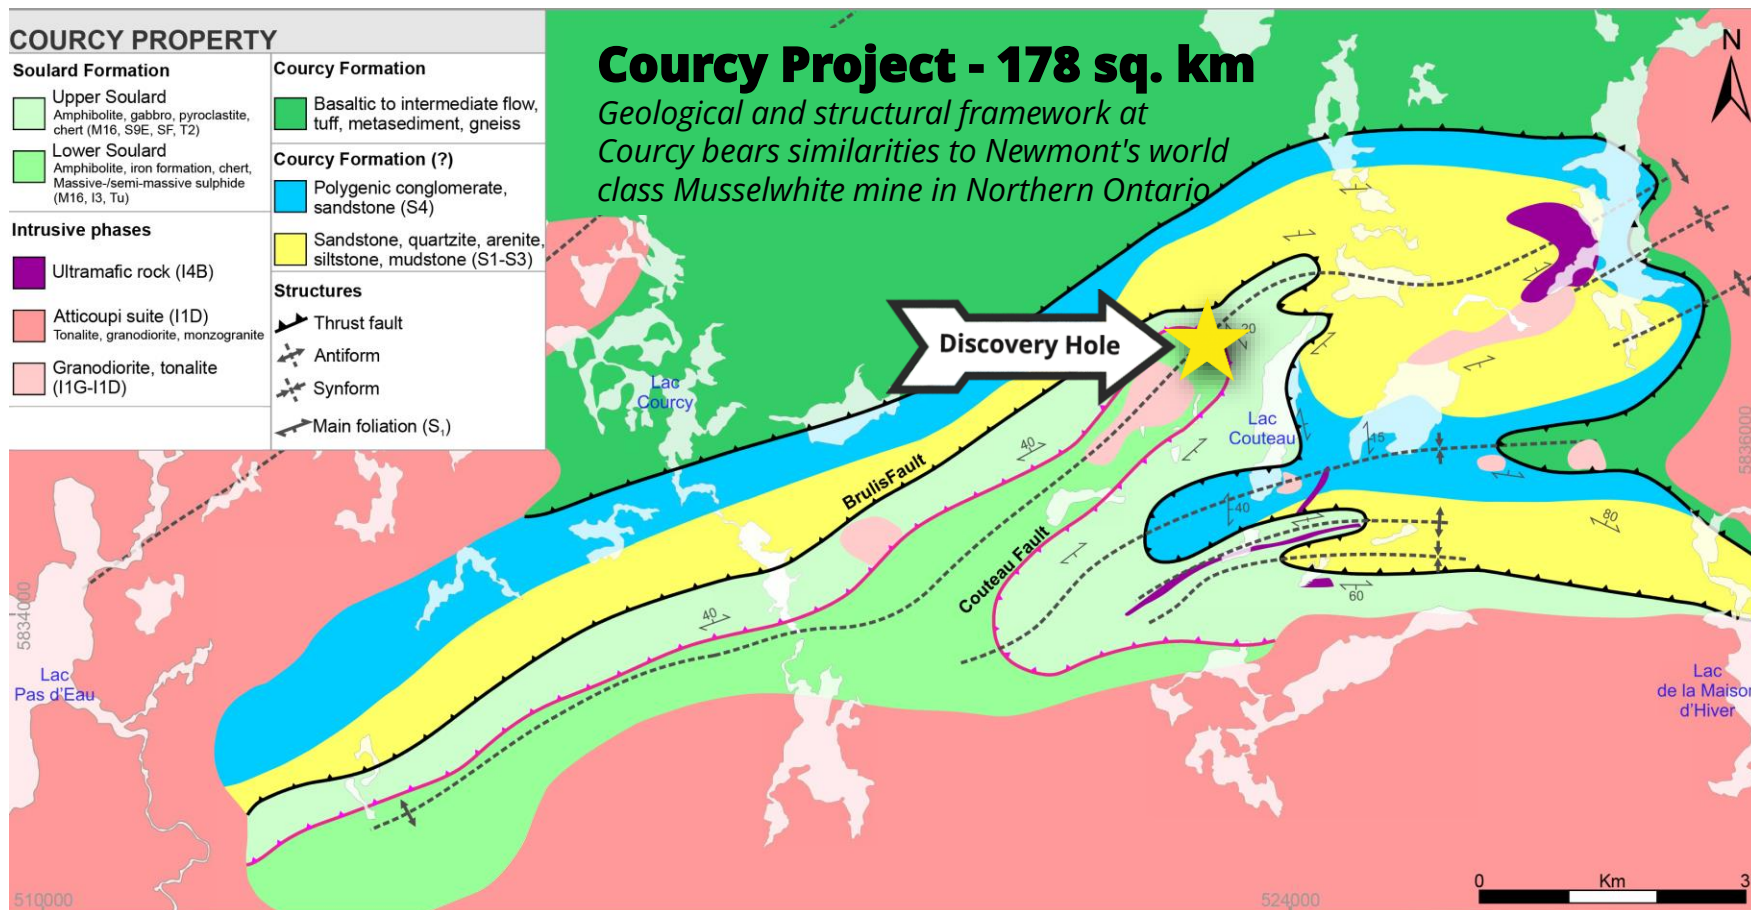 COURCY PROPERTY
Soulard Formation
Upper Soulard
Amphibolite, gabbro, pyroclastite,
chert (M16, S9E, SF, T2)
Lower Soulard
Amphibolite, iron formation, chert,
Massive-/semi-massive sulphide
(M16, I3, Tu)
Intrusive phases
Ultramafic rock (I4B)
Atticoupi suite (I1D)
Tonalite, granodiorite, monzogranite
Granodiorite, tonalite
(I1G-I1D)
Courcy Formation
Basaltic to intermediate flow,
tuff, metasediment, gneiss
Courcy Formation (?)
Polygenic conglomerate,
sandstone (S4)
Sandstone, quartzite, arenite,
siltstone, mudstone (S1-S3)
Structures
Thrust fault
Antiform
Synform
Main foliation (S₁)
Courcy Project - 178 sq. km
Geological and structural framework at
Courcy bears similarities to Newmont's world
class Musselwhite mine in Northern Ontario
N
Discovery Hole
20
Lac
Courcy
Lac
Couteau
15
40
BrulisFault
40
80
Couteau Fault
60
40
5836000
5834000
Lac
Pas d'Eau
Lac
de la Maison
d'Hiver
510000
524000
0 Km 3